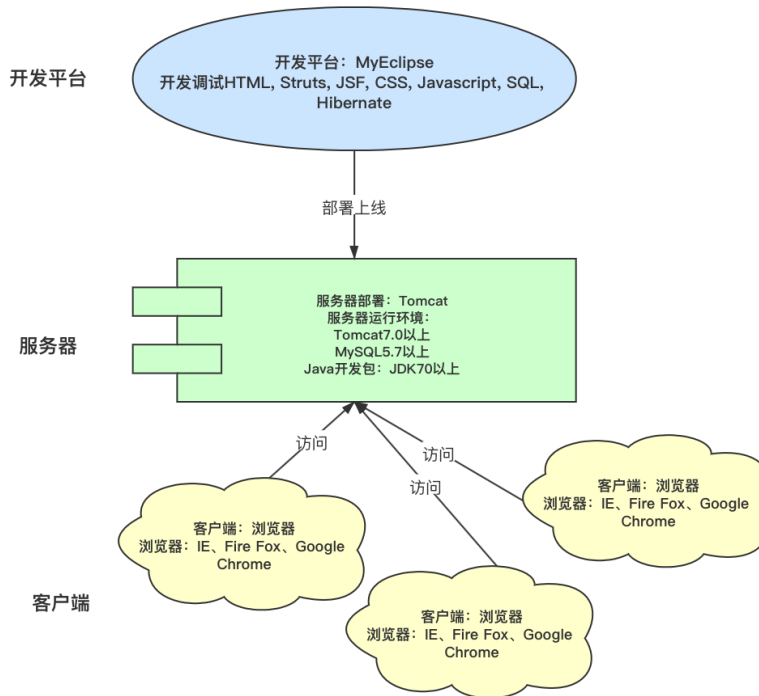 开发平台
开发平台：MyEclipse
开发调试HTML, Struts, JSF, CSS, Javascript, SQL,
Hibernate
部署上线
服务器
服务器部署：Tomcat
服务器运行环境：
Tomcat7.0以上
MySQL5.7以上
Java开发包：JDK70以上
访问
访问
访问
客户端：浏览器
浏览器：IE、Fire Fox、Google
Chrome
客户端：浏览器
浏览器：IE、Fire Fox、Google
Chrome
客户端
客户端：浏览器
浏览器：IE、Fire Fox、Google
Chrome